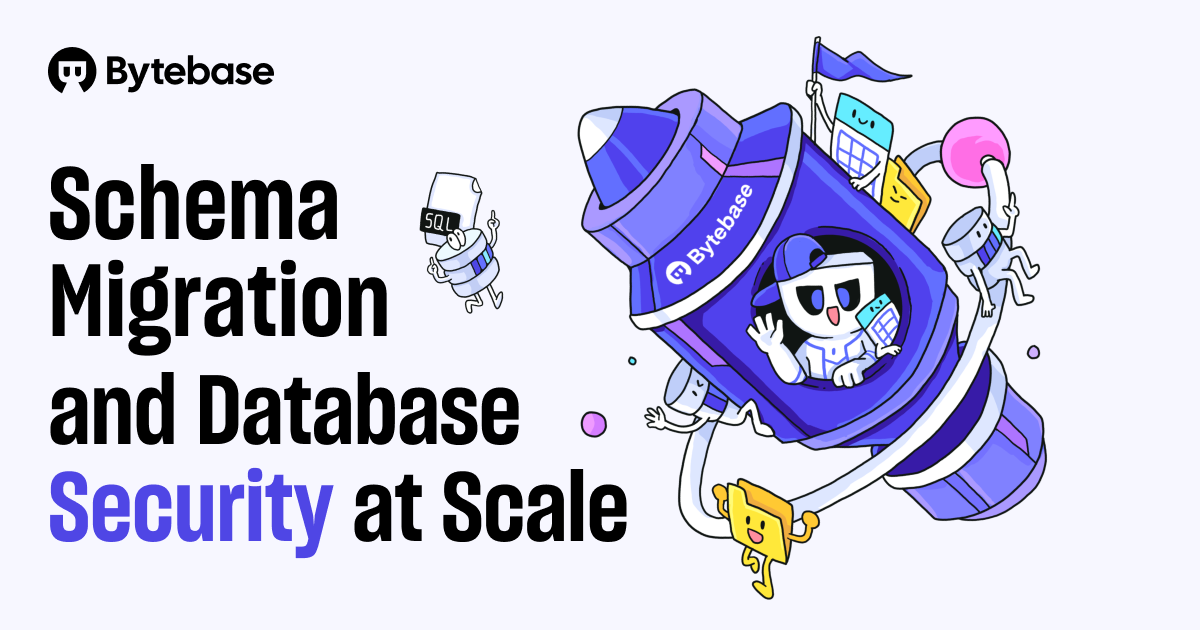 Bytebase
Schema
Migration
and Database
Security at Scale
SQL
Bytebase